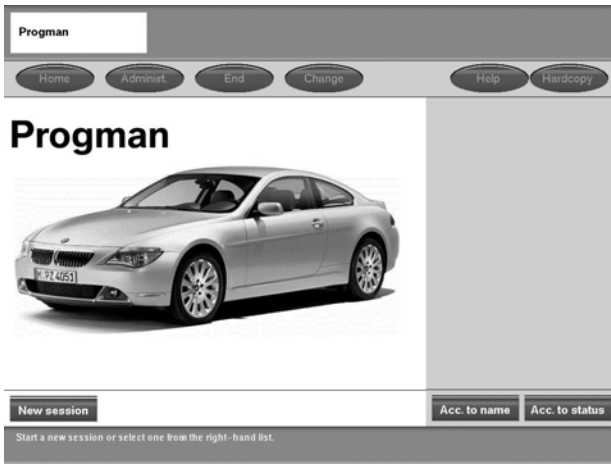 Progman
Home Administ. End Change Help Hardcopy
Progman
M·PZ 4051
New session Acc. to name Acc. to status
Start a new session or select one from the right-hand list.